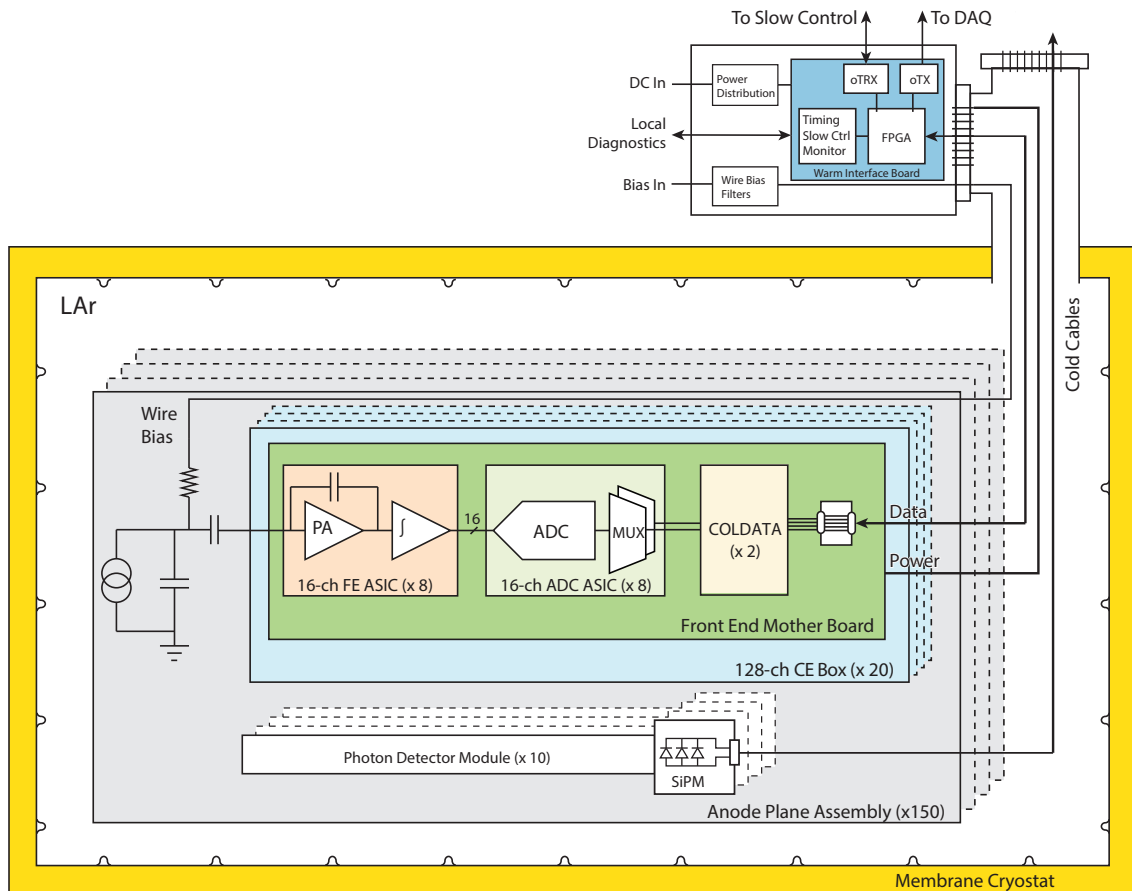 To Slow Control
To DAQ
DC In
Power
Distribution
oTRX
oTX
Local
Diagnostics
Timing
Slow Ctrl
Monitor
FPGA
Warm Interface Board
Bias In
Wire Bias
Filters
LAr
Cold Cables
Wire
Bias
PA
∫
16
ADC
MUX
COLDATA
(x 2)
Data
Power
16-ch FE ASIC (x 8)
16-ch ADC ASIC (x 8)
Front End Mother Board
128-ch CE Box (x 20)
Photon Detector Module (x 10)
SiPM
Anode Plane Assembly (x150)
Membrane Cryostat